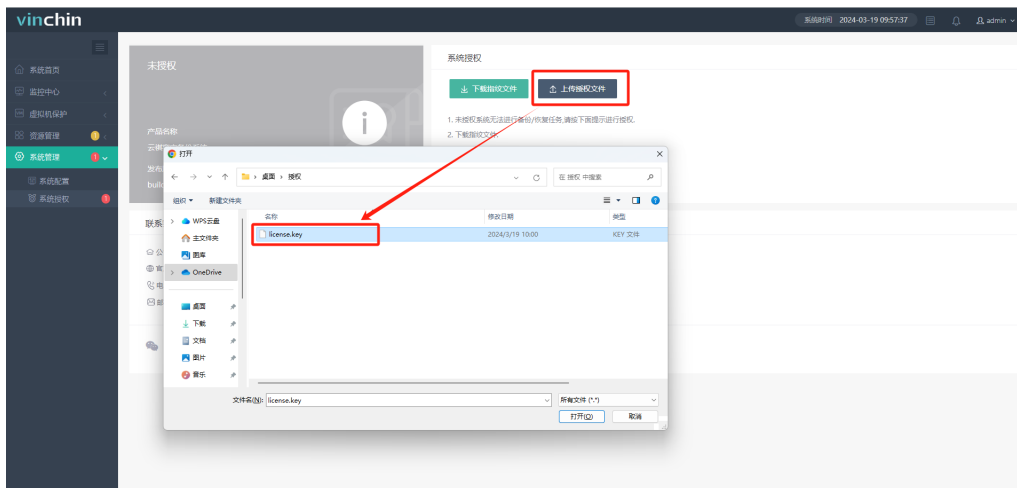 vinchin
系统时间 2024-03-19 09:57:37
admin
系统首页
监控中心
虚拟机保护
资源管理
系统管理
系统配置
系统授权
未授权
产品名称
系统授权
下载指纹文件
上传授权文件
1. 未授权系统无法进行备份/恢复任务,请按下面提示进行授权.
2. 下载指纹文件;
打开
桌面 › 授权
在 授权 中搜索
组织
新建文件夹
名称
修改日期
类型
WPS云盘
license.key
2024/3/19 10:00
KEY 文件
主文件夹
图库
OneDrive
桌面
下载
文档
图片
音乐
文件名(N):
license.key
所有文件 (*.*)
打开(O)
取消